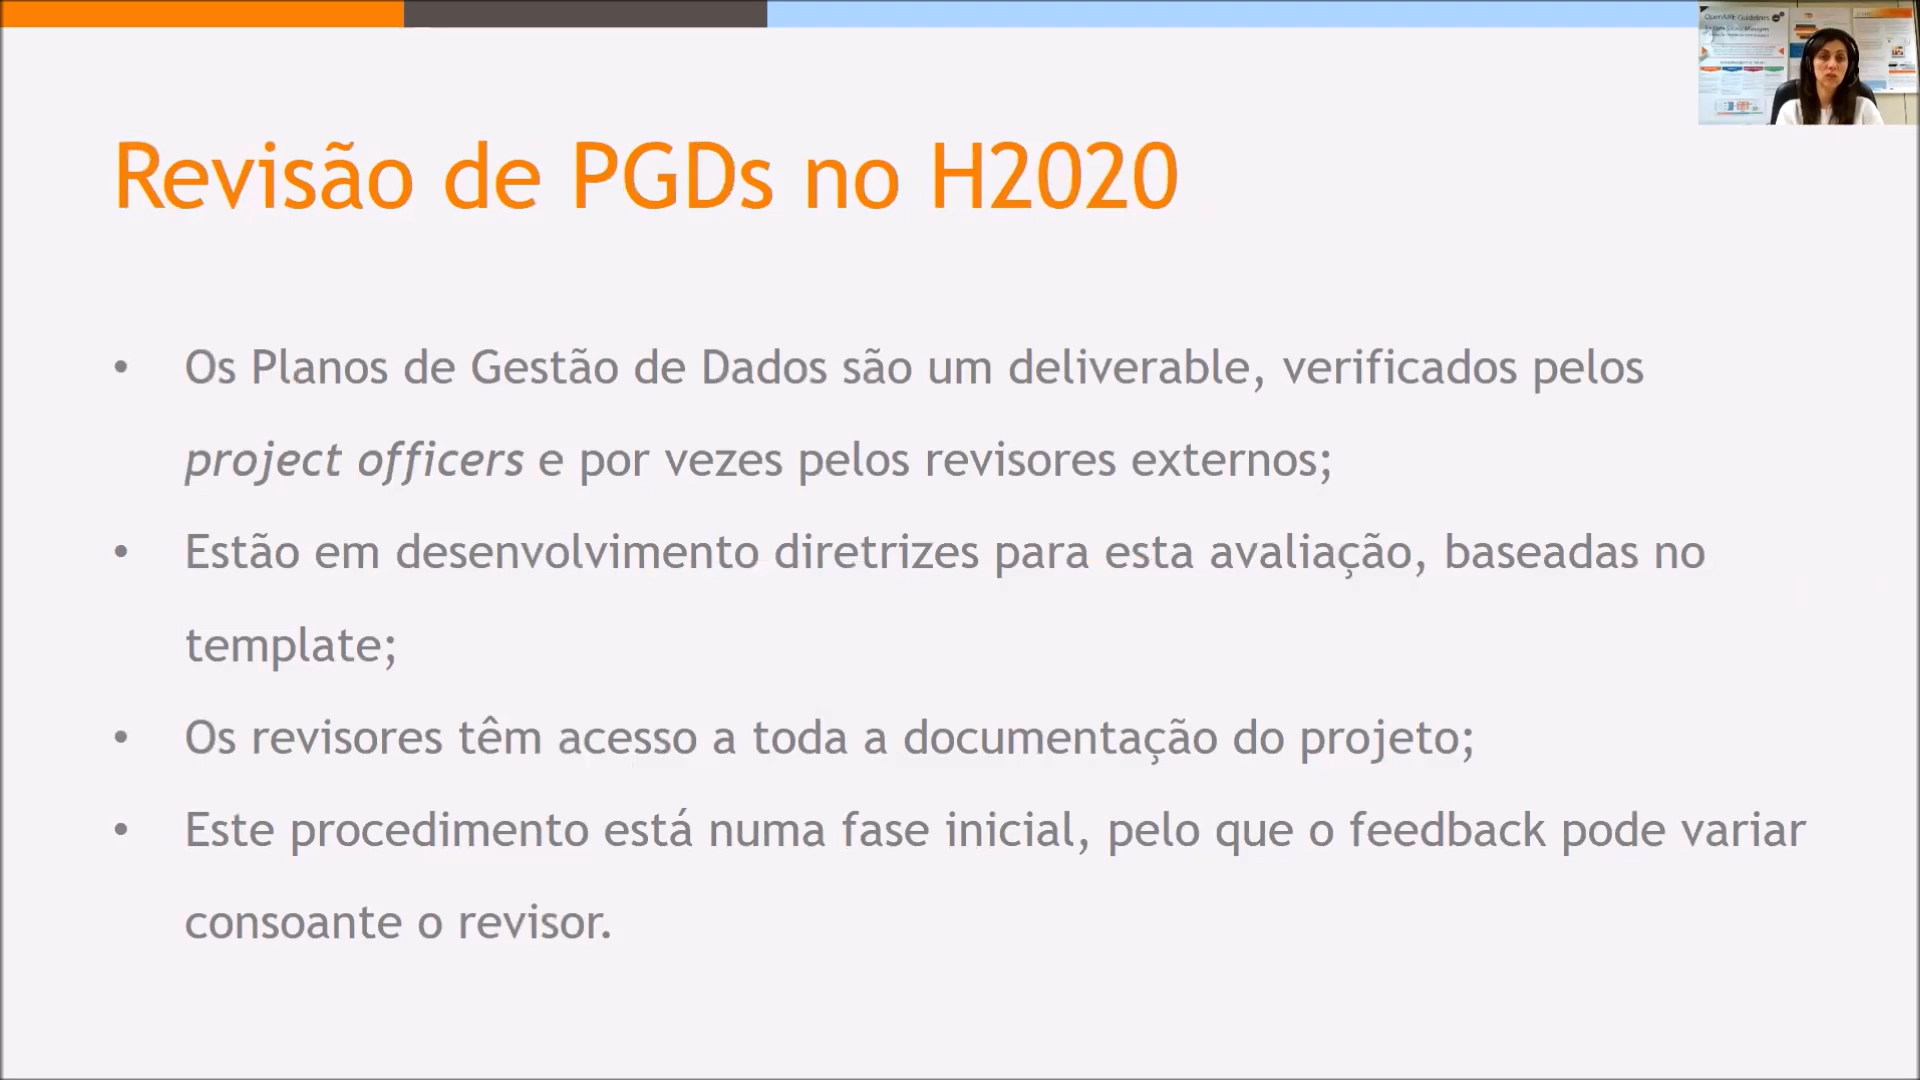 Revisão de PGDs no H2020
• Os Planos de Gestão de Dados são um deliverable, verificados pelos
project officers e por vezes pelos revisores externos;
• Estão em desenvolvimento diretrizes para esta avaliação, baseadas no
template;
• Os revisores têm acesso a toda a documentação do projeto;
• Este procedimento está numa fase inicial, pelo que o feedback pode variar
consoante o revisor.
OpenAIRE Guidelines